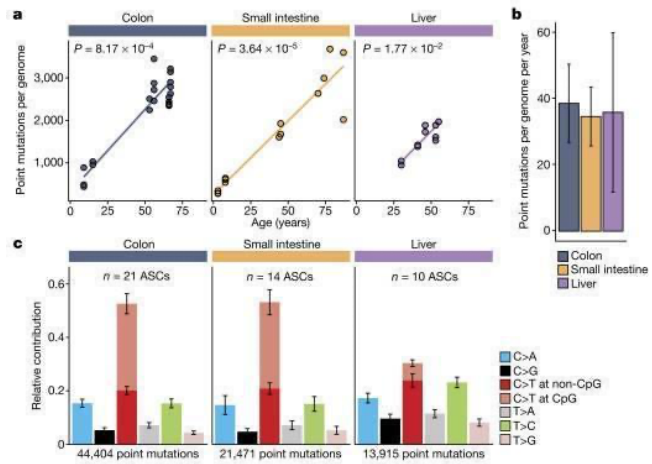 a
Colon
Small intestine
Liver
P = 8.17 × 10⁻⁴
P = 3.64 × 10⁻⁵
P = 1.77 × 10⁻²
Point mutations per genome
3,000
2,000
1,000
0 25 50 75
0 25 50 75
0 25 50 75
Age (years)
b
Point mutations per genome per year
60
40
20
0
Colon
Small intestine
Liver
c
Colon
Small intestine
Liver
n = 21 ASCs
n = 14 ASCs
n = 10 ASCs
Relative contribution
0.6
0.4
0.2
0
44,404 point mutations
21,471 point mutations
13,915 point mutations
C>A
C>G
C>T at non-CpG
C>T at CpG
T>A
T>C
T>G